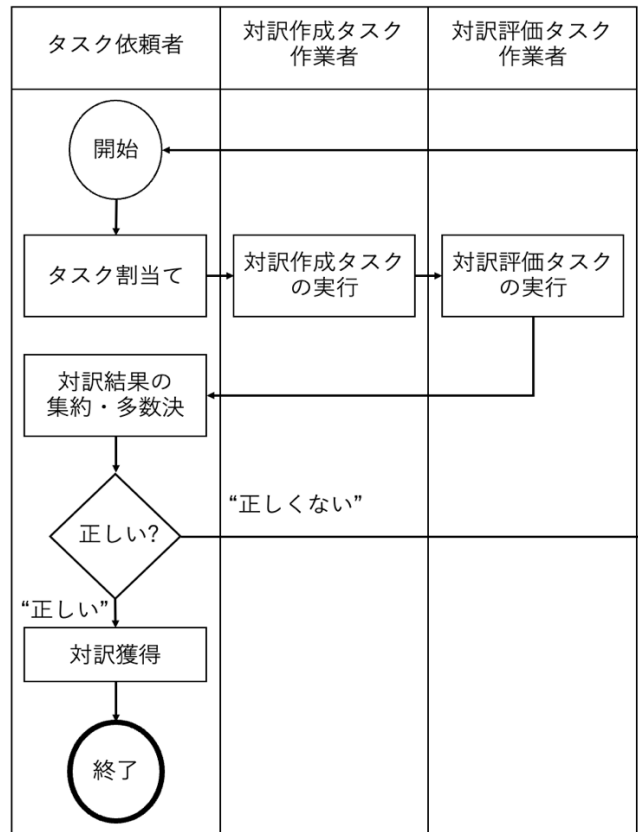 タスク依頼者
対訳作成タスク
作業者
対訳評価タスク
作業者
開始
タスク割当て
対訳作成タスク
の実行
対訳評価タスク
の実行
対訳結果の
集約・多数決
正しい?
“正しくない”
“正しい”
対訳獲得
終了